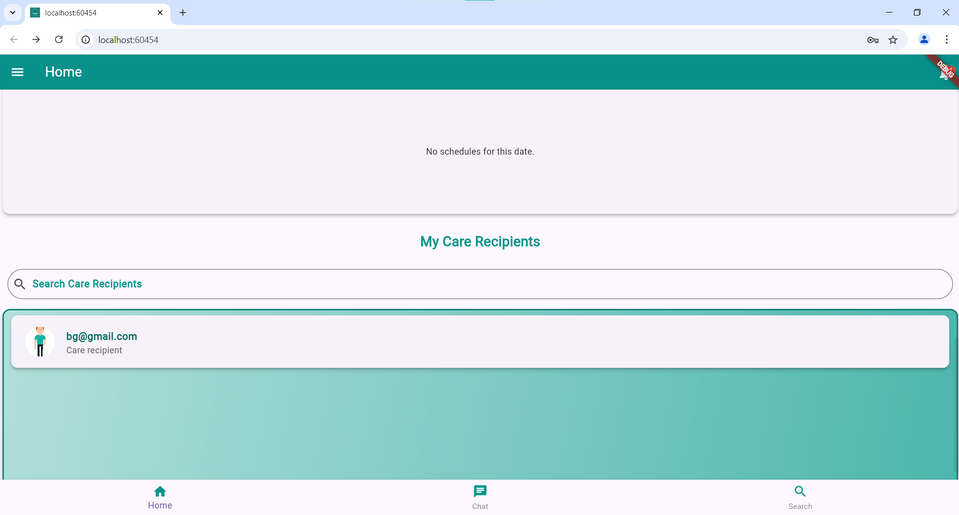 localhost:60454
localhost:60454
Home
DEBUG
No schedules for this date.
My Care Recipients
Search Care Recipients
bg@gmail.com
Care recipient
Home
Chat
Search